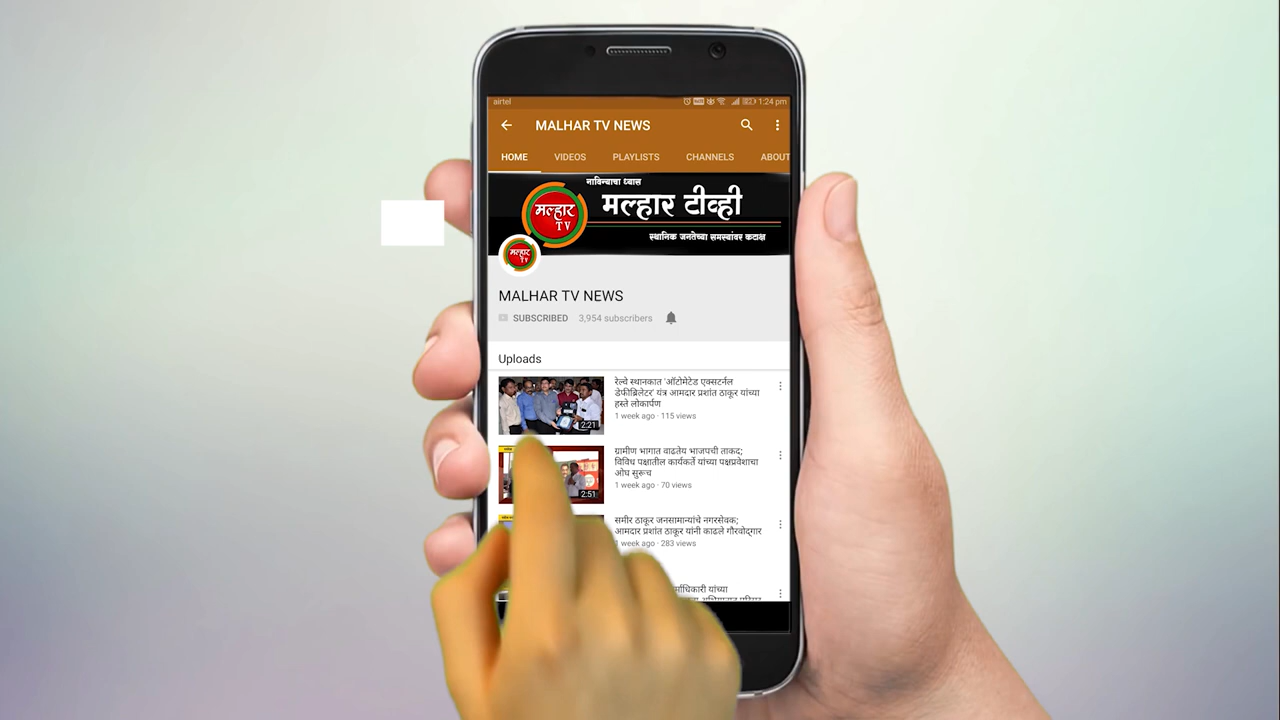 airtel 1:24 pm
MALHAR TV NEWS
HOME VIDEOS PLAYLISTS CHANNELS ABOUT
नाविन्याचा ध्यास
मल्हार टीव्ही
मल्हार
TV
स्थानिक जनतेच्या समस्यांवर कटाक्ष
मल्हार
TV
MALHAR TV NEWS
SUBSCRIBED 3,954 subscribers
Uploads
रेल्वे स्थानकात 'ऑटोमेटेड एक्सटर्नल
डेफीब्रिलेटर' यंत्र आमदार प्रशांत ठाकूर यांच्या
हस्ते लोकार्पण
1 week ago · 115 views
2:21
ग्रामीण भागात वाढतेय भाजपची ताकद;
विविध पक्षातील कार्यकर्ते यांच्या पक्षप्रवेशाचा
ओघ सुरूच
1 week ago · 70 views
2:51
समीर ठाकूर जनसामान्यांचे नगरसेवक;
आमदार प्रशांत ठाकूर यांनी काढले गौरवोद्गार
1 week ago · 283 views
यांच्या